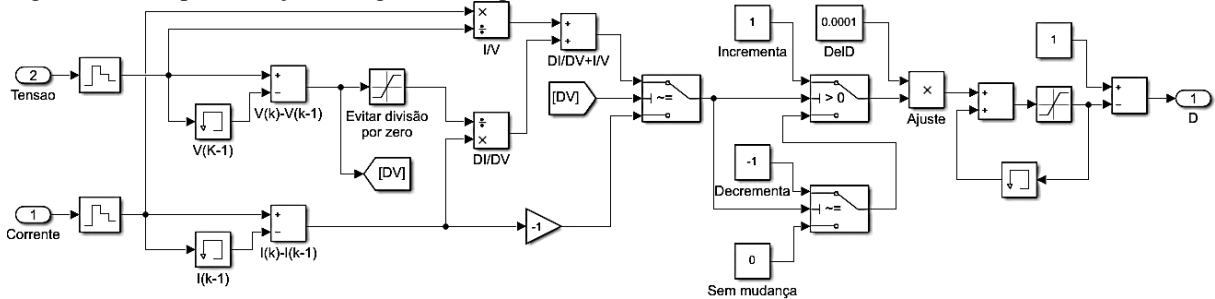 ×
÷
I/V
+
+
DI/DV+I/V
1
Incrementa
0.0001
DelD
1
2
Tensao
+
−
V(k)-V(k-1)
V(K-1)
Evitar divisão
por zero
[DV]
÷
×
DI/DV
[DV]
~=
> 0
×
Ajuste
+
+
+
−
1
D
-1
Decrementa
~=
1
Corrente
+
−
I(k)-I(k-1)
I(k-1)
-1
0
Sem mudança